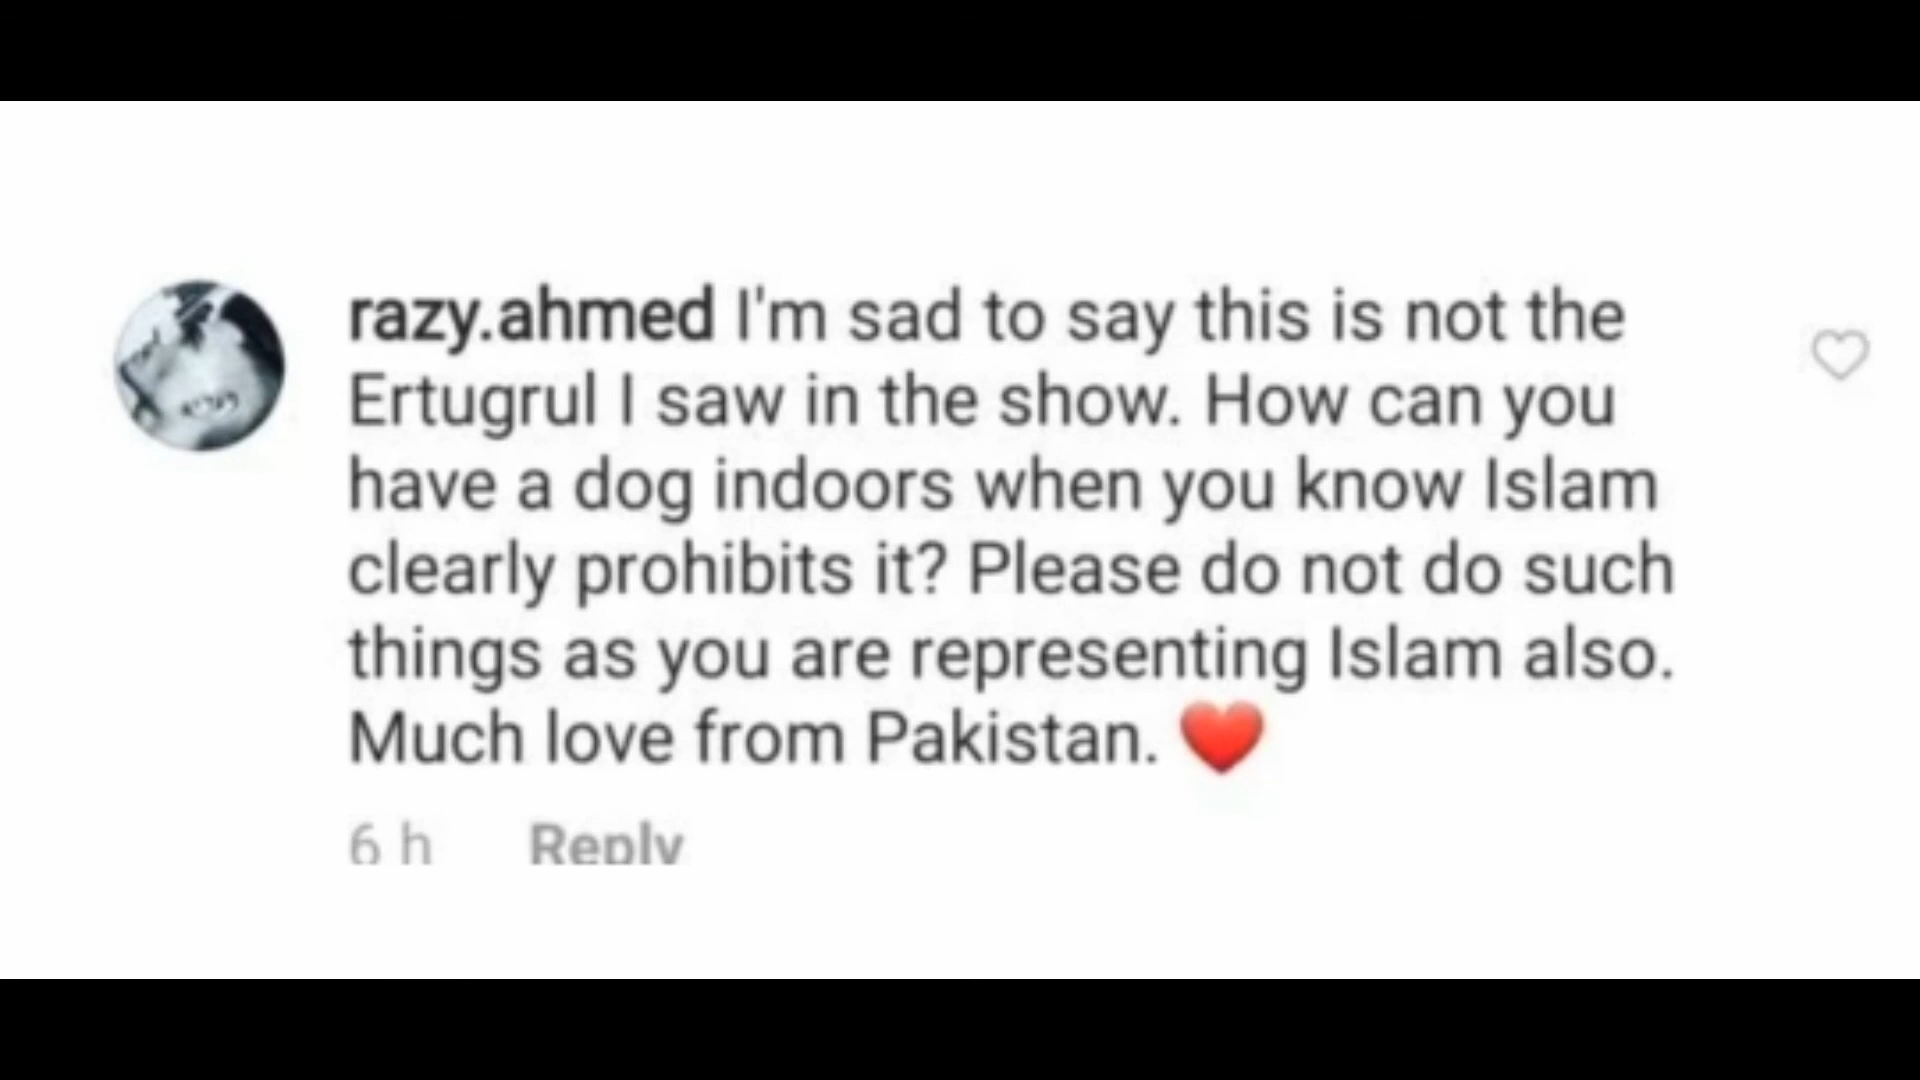 razy.ahmed I'm sad to say this is not the
Ertugrul I saw in the show. How can you
have a dog indoors when you know Islam
clearly prohibits it? Please do not do such
things as you are representing Islam also.
Much love from Pakistan. ❤️
6 h Reply